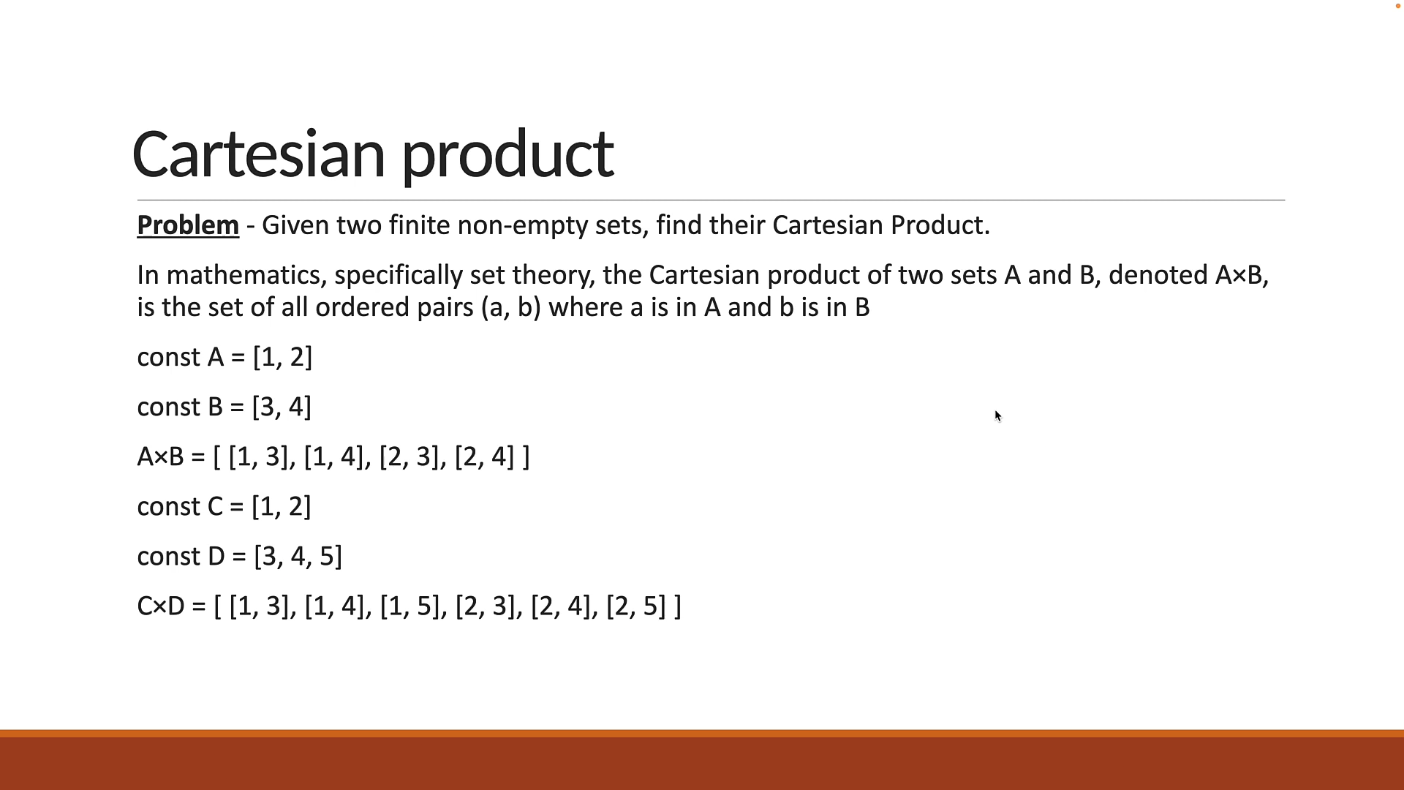 Cartesian product
Problem - Given two finite non-empty sets, find their Cartesian Product.
In mathematics, specifically set theory, the Cartesian product of two sets A and B, denoted A×B,
is the set of all ordered pairs (a, b) where a is in A and b is in B
const A = [1, 2]
const B = [3, 4]
A×B = [ [1, 3], [1, 4], [2, 3], [2, 4] ]
const C = [1, 2]
const D = [3, 4, 5]
C×D = [ [1, 3], [1, 4], [1, 5], [2, 3], [2, 4], [2, 5] ]